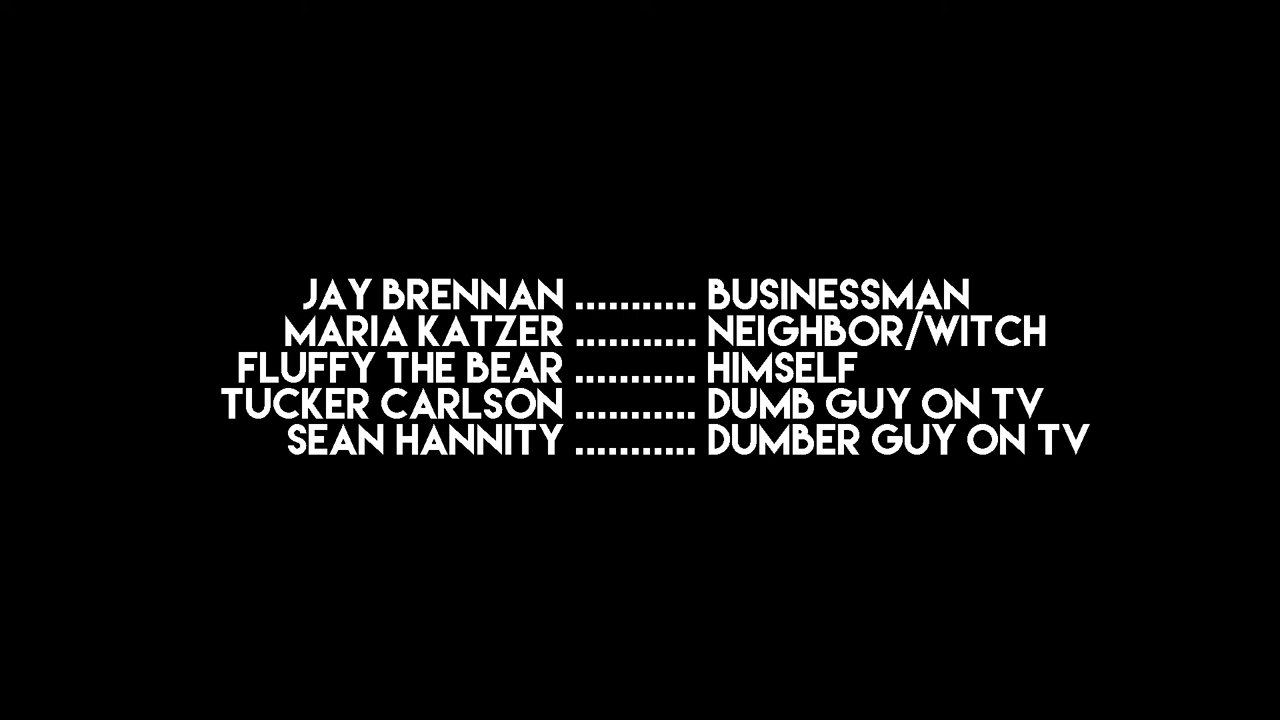 JAY BRENNAN ........... BUSINESSMAN
MARIA KATZER ........... NEIGHBOR/WITCH
FLUFFY THE BEAR ........... HIMSELF
TUCKER CARLSON ........... DUMB GUY ON TV
SEAN HANNITY ........... DUMBER GUY ON TV